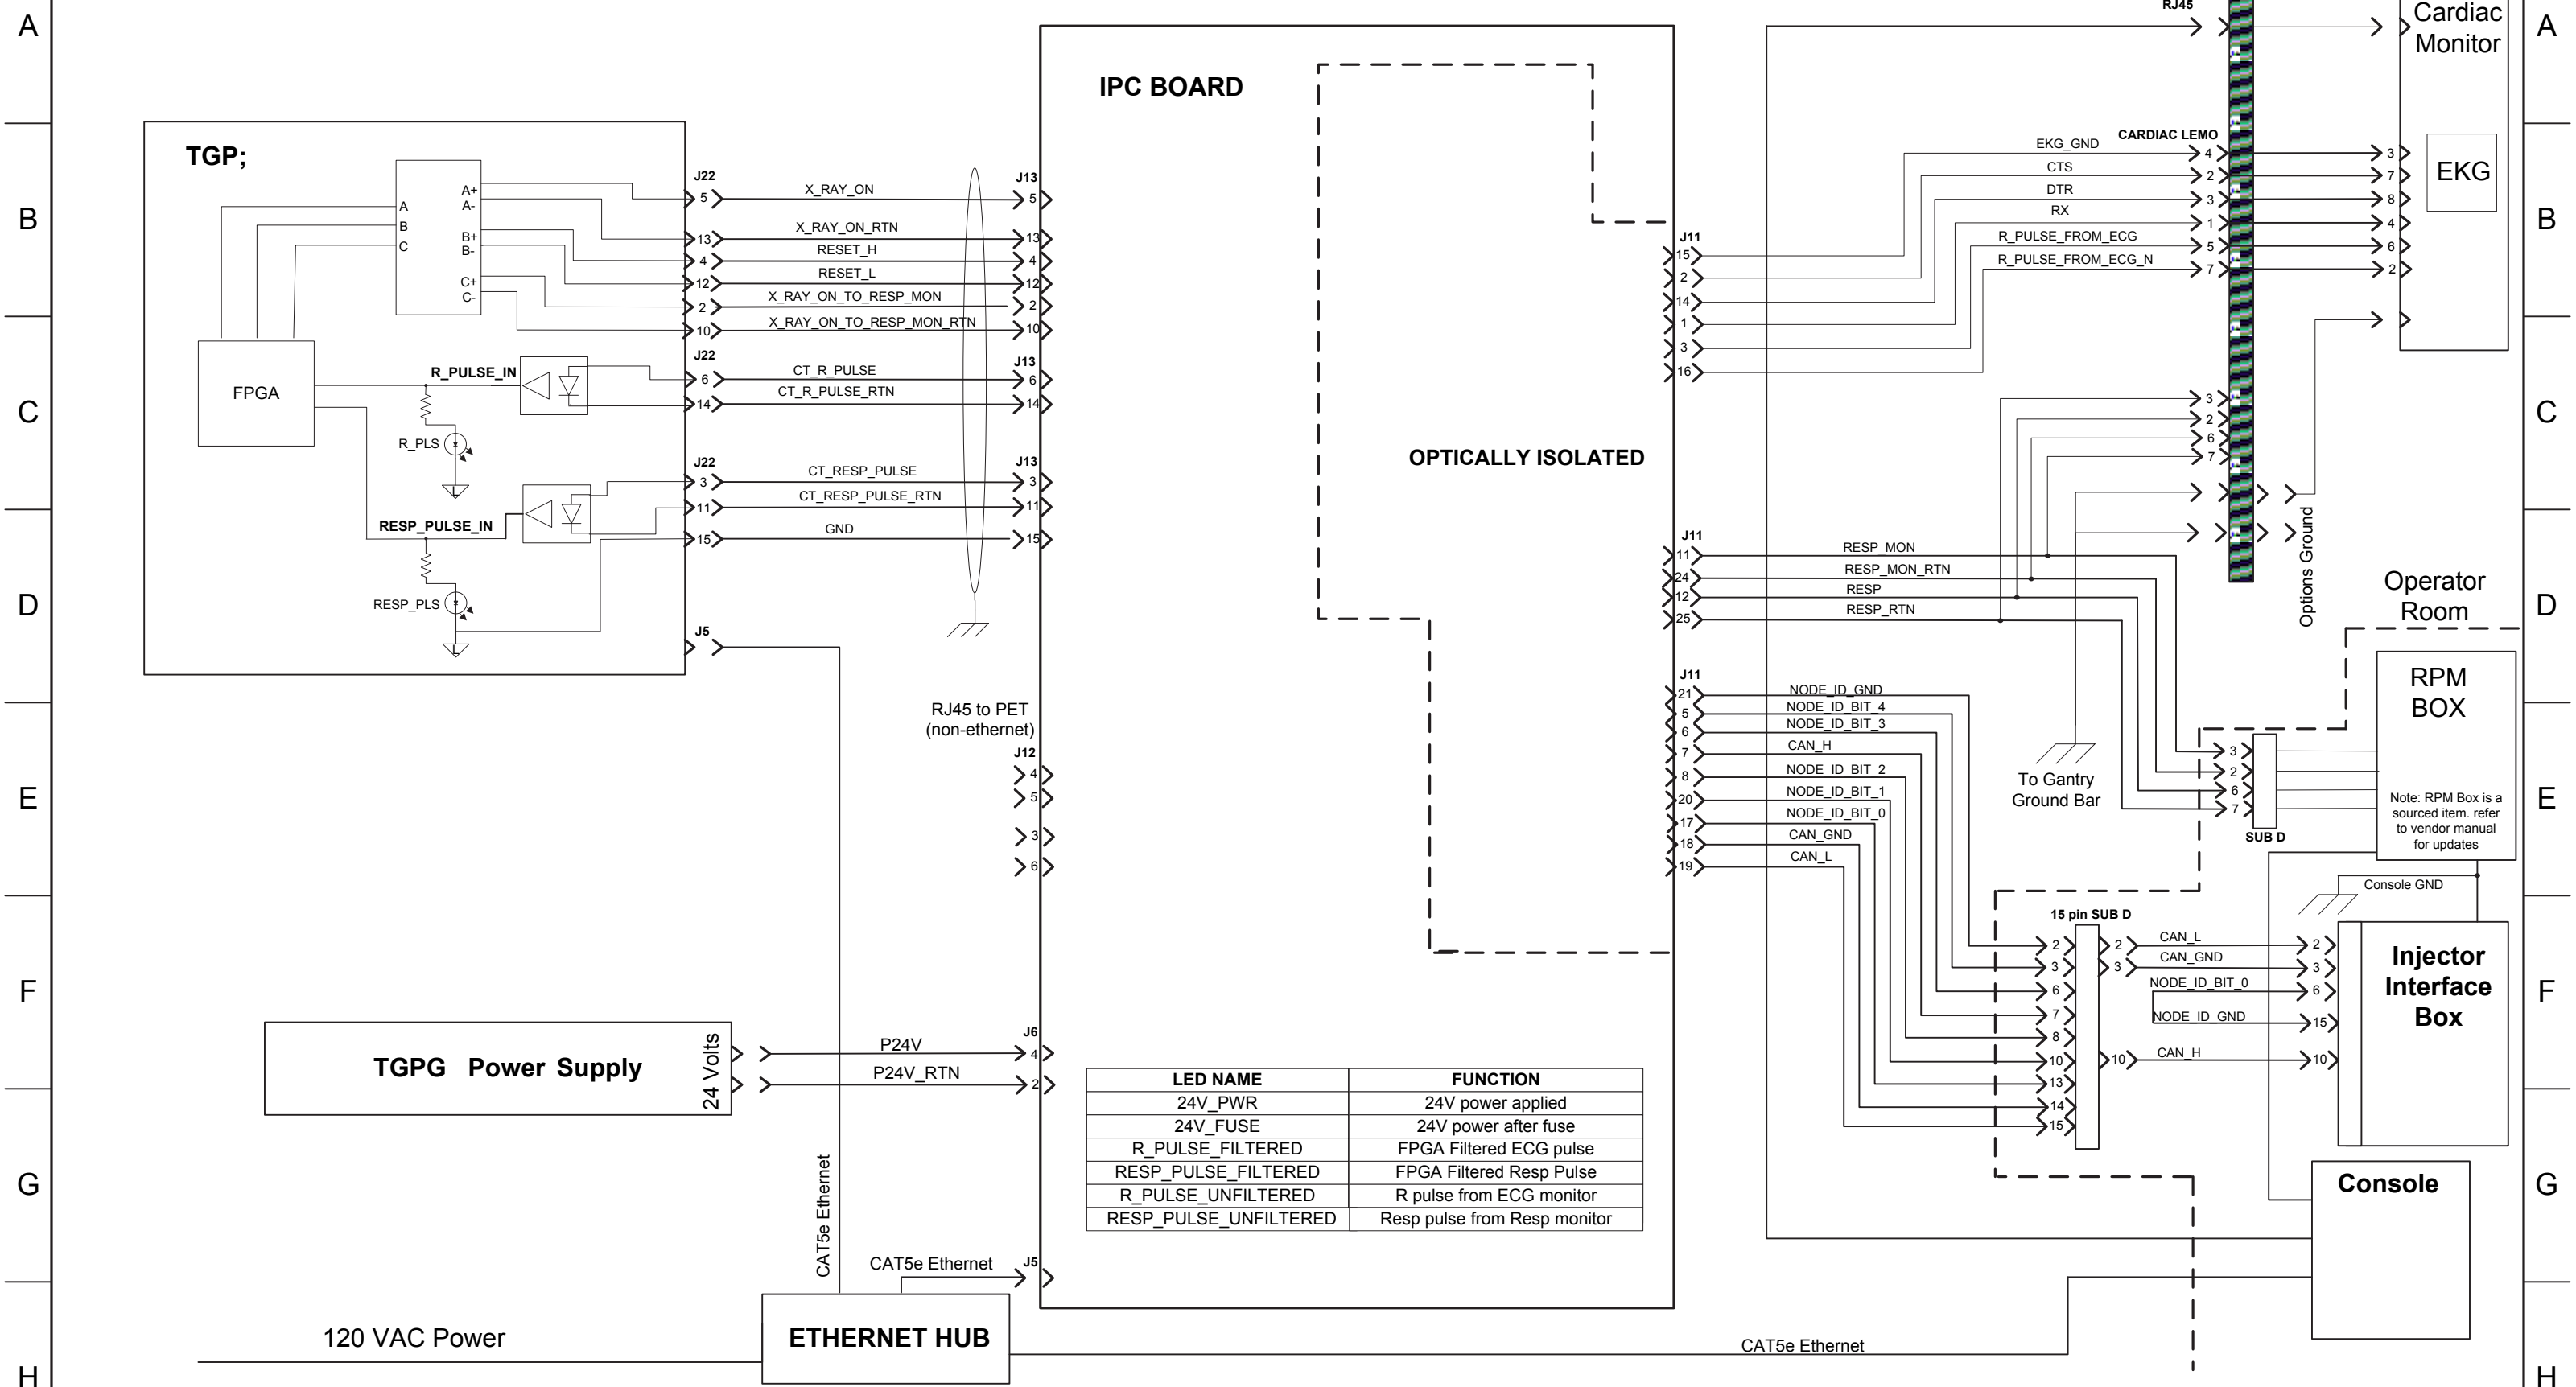 A
B
C
D
E
F
G
H
TGP;
A
B
C
A+
A-
B+
B-
C+
C-
FPGA
R_PULSE_IN
R_PLS
L
RESP_PULSE_IN
RESP_PLS
L
J22
5
13
4
12
2
10
J22
6
14
J22
3
11
15
J5
X_RAY_ON
X_RAY_ON_RTN
RESET_H
RESET_L
X_RAY_ON_TO_RESP_MON
X_RAY_ON_TO_RESP_MON_RTN
CT_R_PULSE
CT_R_PULSE_RTN
CT_RESP_PULSE
CT_RESP_PULSE_RTN
GND
J13
5
13
4
12
2
10
J13
6
14
J13
3
11
15
RJ45 to PET
(non-ethernet)
J12
4
5
3
6
TGPG Power Supply
24 Volts
P24V
P24V_RTN
J6
4
2
CAT5e Ethernet
CAT5e Ethernet
J5
120 VAC Power
ETHERNET HUB
CAT5e Ethernet
IPC BOARD
OPTICALLY ISOLATED
LED NAME FUNCTION
24V_PWR 24V power applied
24V_FUSE 24V power after fuse
R_PULSE_FILTERED FPGA Filtered ECG pulse
RESP_PULSE_FILTERED FPGA Filtered Resp Pulse
R_PULSE_UNFILTERED R pulse from ECG monitor
RESP_PULSE_UNFILTERED Resp pulse from Resp monitor
J11
15
2
14
1
3
16
J11
11
24
12
25
J11
21
5
6
7
8
20
17
18
19
RJ45
CARDIAC LEMO
EKG_GND
CTS
DTR
RX
R_PULSE_FROM_ECG
R_PULSE_FROM_ECG_N
4
2
3
1
5
7
3
2
6
7
3
7
8
4
6
2
Cardiac
Monitor
EKG
Options Ground
RESP_MON
RESP_MON_RTN
RESP
RESP_RTN
NODE_ID_GND
NODE_ID_BIT_4
NODE_ID_BIT_3
CAN_H
NODE_ID_BIT_2
NODE_ID_BIT_1
NODE_ID_BIT_0
CAN_GND
CAN_L
To Gantry
Ground Bar
Operator
Room
RPM
BOX
Note: RPM Box is a
sourced item. refer
to vendor manual
for updates
3
2
6
7
SUB D
Console GND
15 pin SUB D
2
3
6
7
8
10
13
14
15
2
3
10
CAN_L
CAN_GND
NODE_ID_BIT_0
NODE_ID_GND
CAN_H
2
3
6
15
10
Injector
Interface
Box
Console
A
B
C
D
E
F
G
H